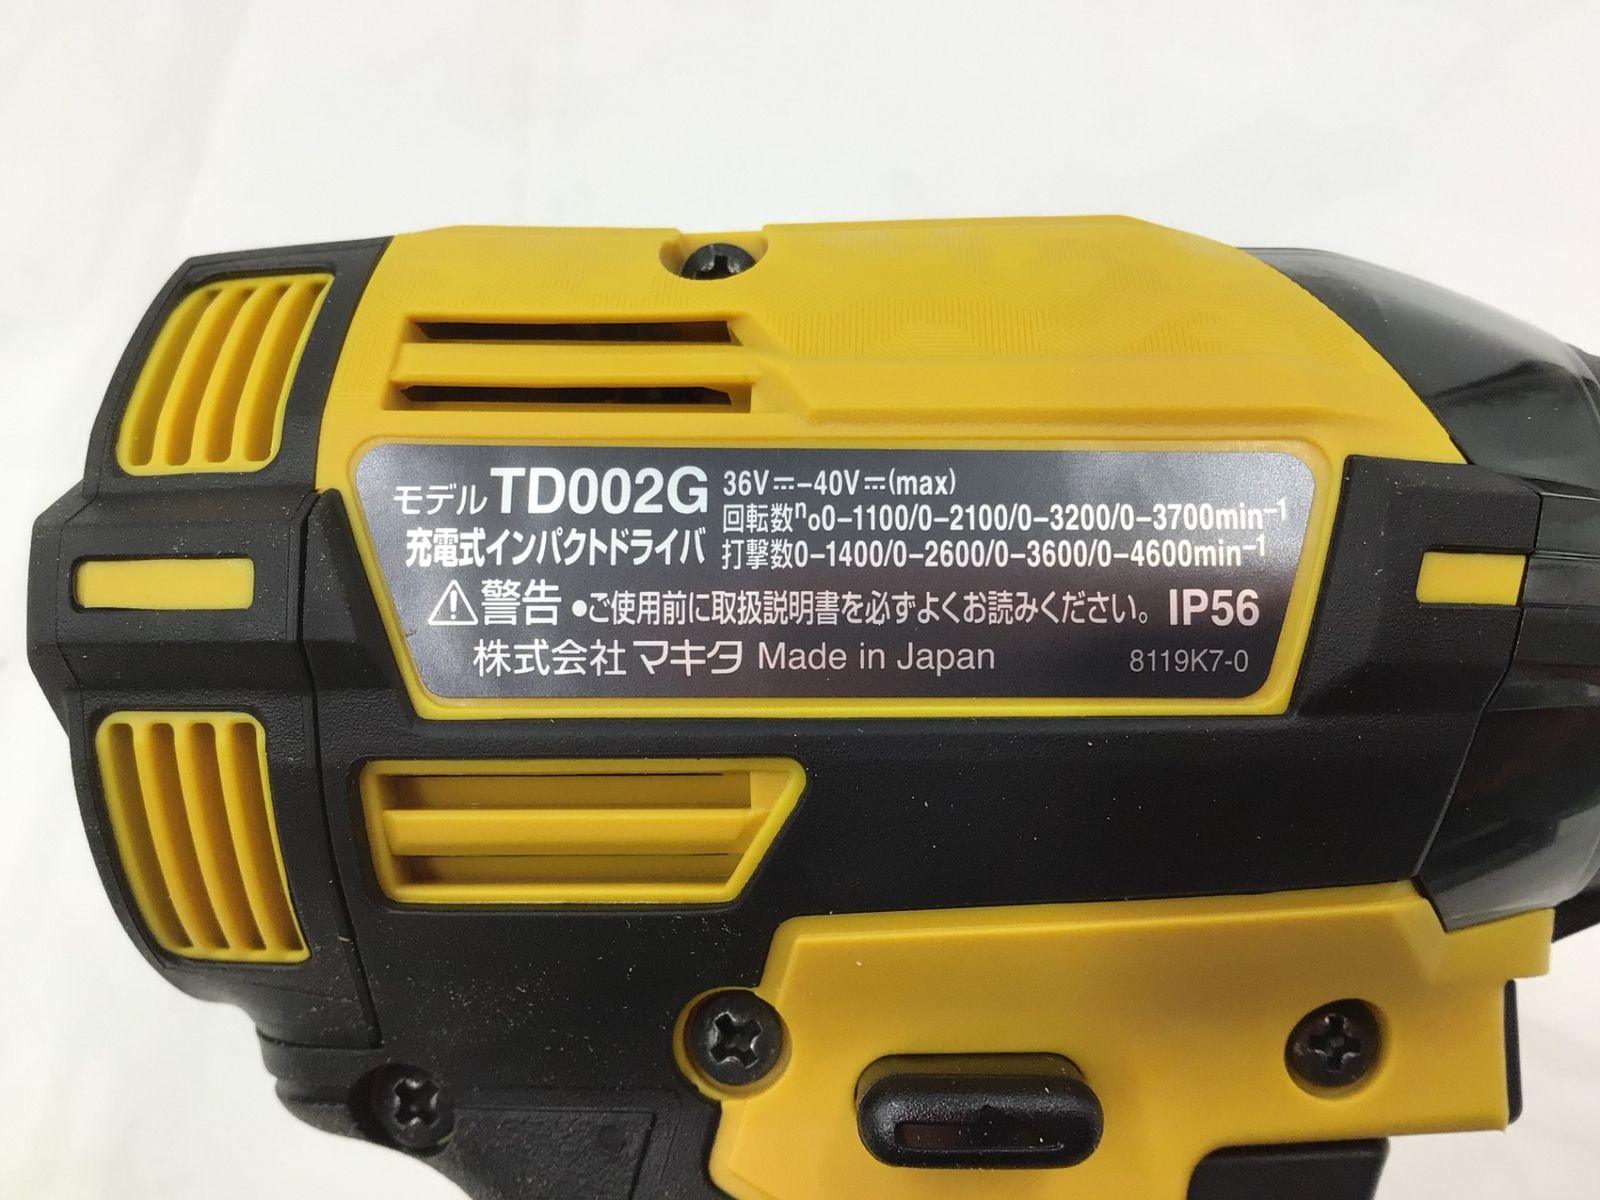 モデル TD002G 36V⎓-40V⎓(max)
充電式インパクトドライバ 回転数n₀0-1100/0-2100/0-3200/0-3700min⁻¹
打撃数0-1400/0-2600/0-3600/0-4600min⁻¹
⚠警告 ●ご使用前に取扱説明書を必ずよくお読みください。 IP56
株式会社マキタ Made in Japan 8119K7-0